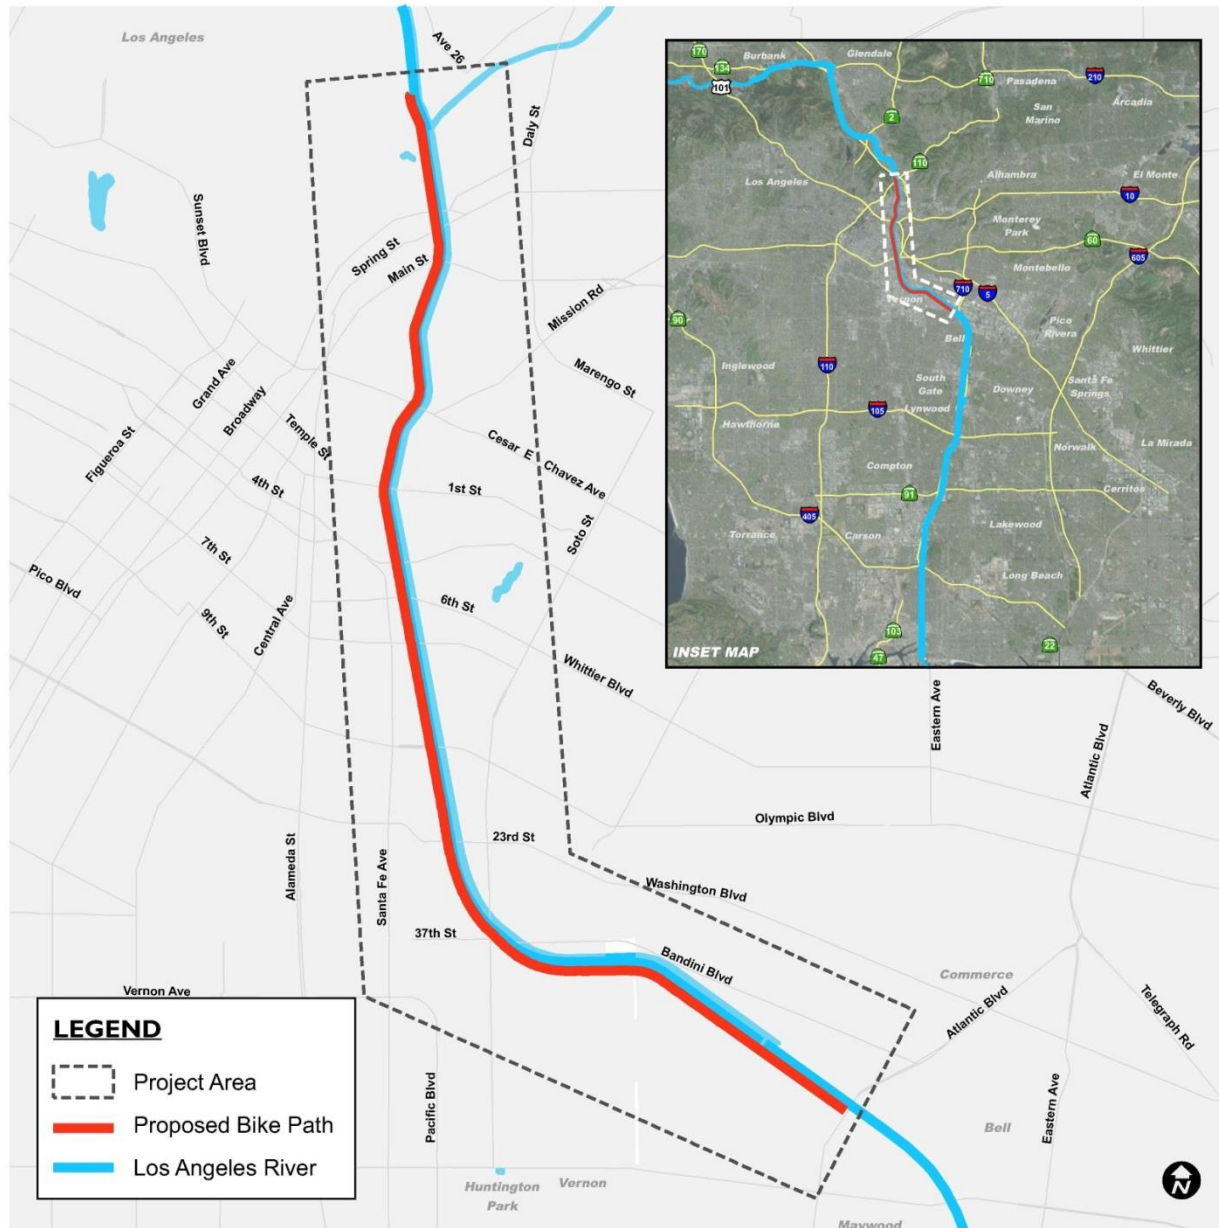 Los Angeles
Ave 26
Daly St
Sunset Blvd
Spring St
Main St
Mission Rd
Marengo St
Grand Ave
Broadway
Temple St
Figueroa St
4th St
Cesar E Chavez Ave
1st St
Soto St
7th St
Pico Blvd
9th St
Central Ave
6th St
Whittier Blvd
Eastern Ave
Beverly Blvd
Atlantic Blvd
Olympic Blvd
23rd St
Alameda St
Santa Fe Ave
Washington Blvd
37th St
Bandini Blvd
Commerce
Atlantic Blvd
Telegraph Rd
Vernon Ave
Pacific Blvd
Eastern Ave
Bell
Huntington
Park
Vernon
Maywood
N
LEGEND
Project Area
Proposed Bike Path
Los Angeles River
170
Burbank
Glendale
134
101
710
Pasadena
210
San
Marino
Arcadia
2
110
Los Angeles
Alhambra
El Monte
10
Monterey
Park
60
605
Montebello
710
5
Vernon
90
Bell
Pico
Rivera
Whittier
Inglewood
110
South
Gate
Downey
Santa Fe
Springs
105
Lynwood
Hawthorne
Norwalk
La Mirada
Compton
91
Cerritos
405
Lakewood
Torrance
Carson
Long Beach
103
22
47
INSET MAP